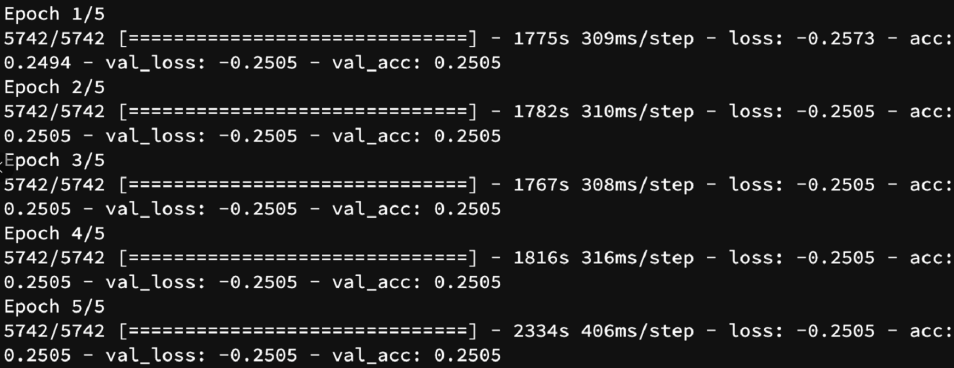 Epoch 1/5
5742/5742 [==============================] - 1775s 309ms/step - loss: -0.2573 - acc:
0.2494 - val_loss: -0.2505 - val_acc: 0.2505
Epoch 2/5
5742/5742 [==============================] - 1782s 310ms/step - loss: -0.2505 - acc:
0.2505 - val_loss: -0.2505 - val_acc: 0.2505
Epoch 3/5
5742/5742 [==============================] - 1767s 308ms/step - loss: -0.2505 - acc:
0.2505 - val_loss: -0.2505 - val_acc: 0.2505
Epoch 4/5
5742/5742 [==============================] - 1816s 316ms/step - loss: -0.2505 - acc:
0.2505 - val_loss: -0.2505 - val_acc: 0.2505
Epoch 5/5
5742/5742 [==============================] - 2334s 406ms/step - loss: -0.2505 - acc:
0.2505 - val_loss: -0.2505 - val_acc: 0.2505